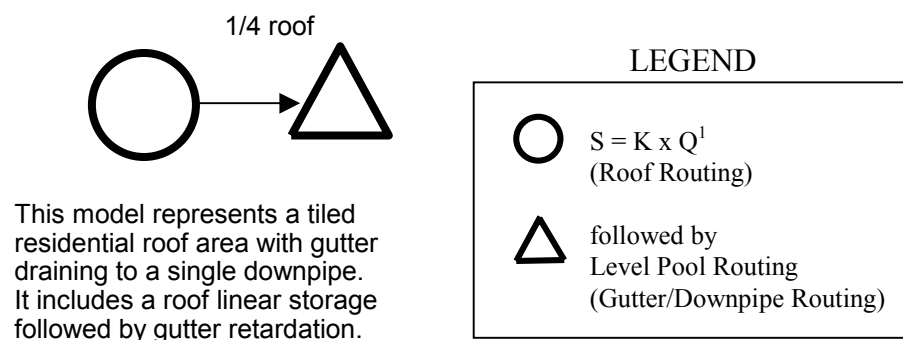 1/4 roof
This model represents a tiled
residential roof area with gutter
draining to a single downpipe.
It includes a roof linear storage
followed by gutter retardation.
LEGEND
S = K x Q¹
(Roof Routing)
followed by
Level Pool Routing
(Gutter/Downpipe Routing)